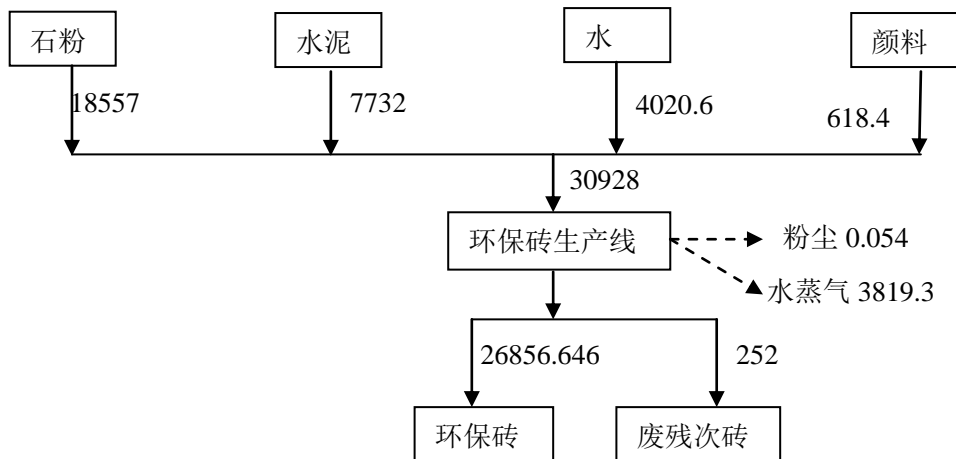 石粉
水泥
水
颜料
18557
7732
4020.6
618.4
30928
环保砖生产线
粉尘 0.054
水蒸气 3819.3
26856.646
252
环保砖
废残次砖